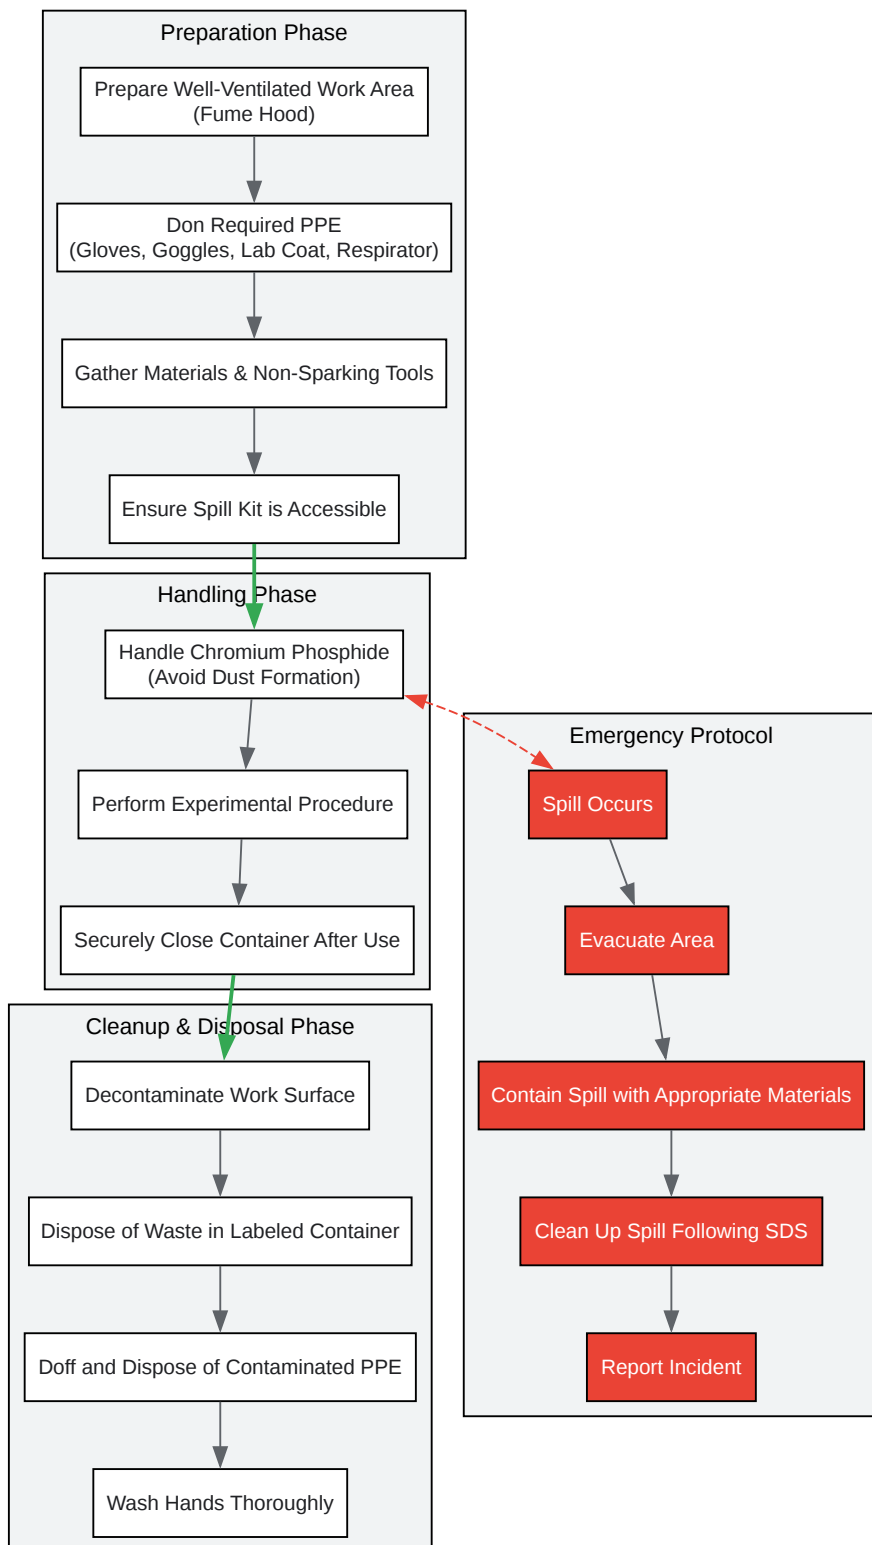 Preparation Phase
Prepare Well-Ventilated Work Area
(Fume Hood)
Don Required PPE
(Gloves, Goggles, Lab Coat, Respirator)
Gather Materials & Non-Sparking Tools
Ensure Spill Kit is Accessible
Handling Phase
Handle Chromium Phosphide
(Avoid Dust Formation)
Perform Experimental Procedure
Securely Close Container After Use
Cleanup & Disposal Phase
Decontaminate Work Surface
Dispose of Waste in Labeled Container
Doff and Dispose of Contaminated PPE
Wash Hands Thoroughly
Emergency Protocol
Spill Occurs
Evacuate Area
Contain Spill with Appropriate Materials
Clean Up Spill Following SDS
Report Incident